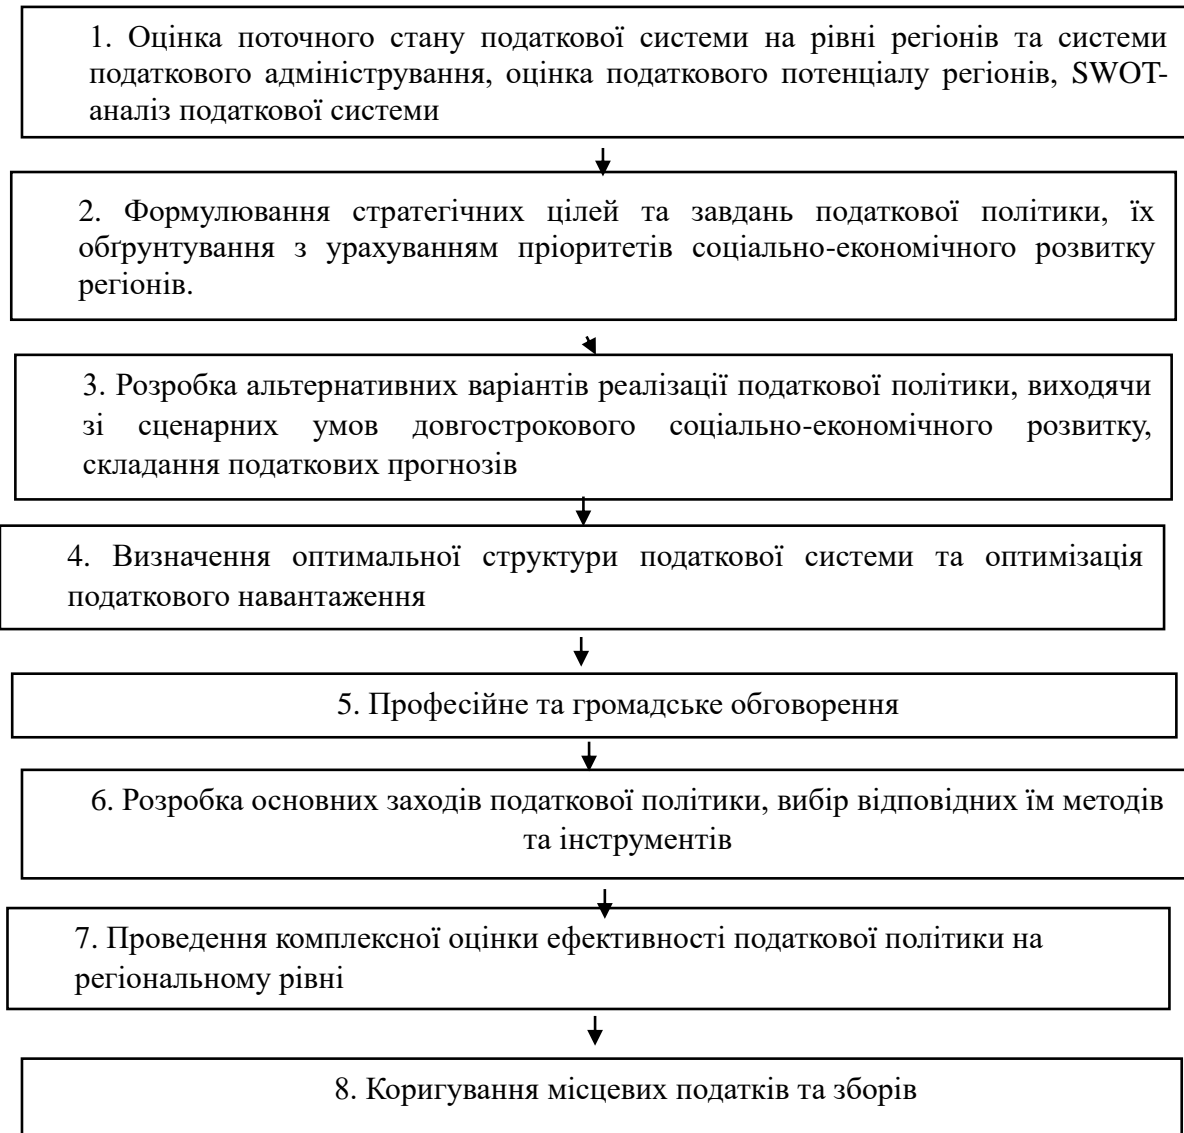 1. Оцінка поточного стану податкової системи на рівні регіонів та системи
податкового адміністрування, оцінка податкового потенціалу регіонів, SWOT-
аналіз податкової системи
2. Формулювання стратегічних цілей та завдань податкової політики, їх
обґрунтування з урахуванням пріоритетів соціально-економічного розвитку
регіонів.
3. Розробка альтернативних варіантів реалізації податкової політики, виходячи
зі сценарних умов довгострокового соціально-економічного розвитку,
складання податкових прогнозів
4. Визначення оптимальної структури податкової системи та оптимізація
податкового навантаження
5. Професійне та громадське обговорення
6. Розробка основних заходів податкової політики, вибір відповідних їм методів
та інструментів
7. Проведення комплексної оцінки ефективності податкової політики на
регіональному рівні
8. Коригування місцевих податків та зборів